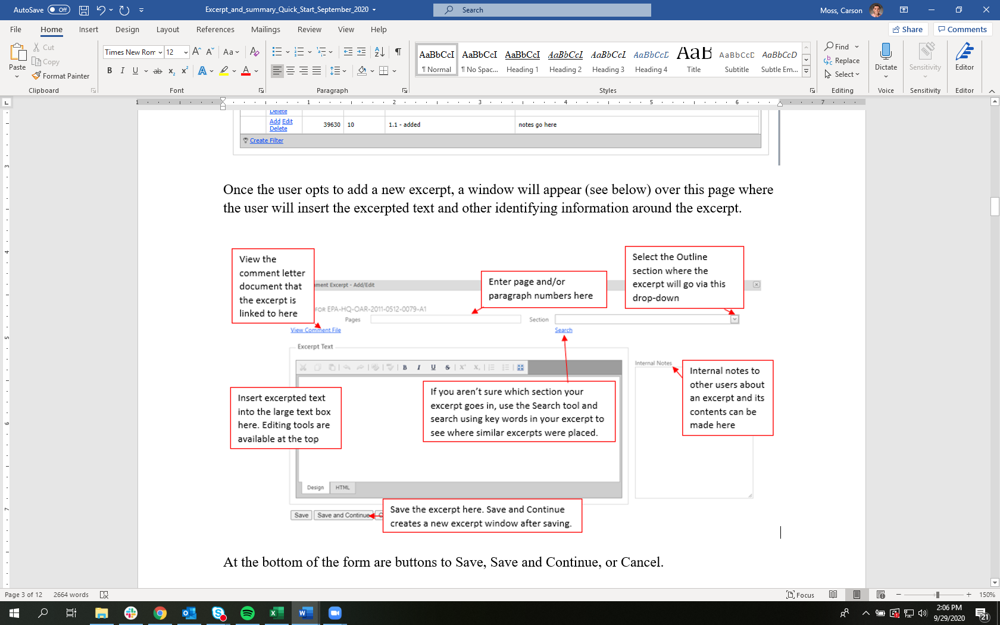 AutoSave Off Excerpt_and_summary_Quick_Start_September_2020 Search Moss, Carson
File Home Insert Design Layout References Mailings Review View Help Share Comments
Paste
Cut
Copy
Format Painter
Clipboard
Times New Rom 12
Font
Paragraph
AaBbCcI AaBbCcI AaBbCcI AaBbCcI AaBbCcI AaBbCcD AaB AaBbCcD AaBbCcD
¶ Normal ¶ No Spac... Heading 1 Heading 2 Heading 3 Heading 4 Title Subtitle Subtle Em...
Styles
Find
Replace
Select
Editing
Dictate
Voice
Sensitivity
Sensitivity
Editor
Editor
1 1 2 3 4 5 6 7
Delete
Add Edit
Delete
39630 10 1.1 - added notes go here
Create Filter
Once the user opts to add a new excerpt, a window will appear (see below) over this page where
the user will insert the excerpted text and other identifying information around the excerpt.
View the
comment letter
document that
the excerpt is
linked to here
Enter page and/or
paragraph numbers here
Select the Outline
section where the
excerpt will go via this
drop-down
ment Excerpt - Add/Edit
FOR EPA-HQ-OAR-2011-0512-0079-A1
Pages Section
View Comment File Search
Excerpt Text
Internal Notes
B I U S
Insert excerpted text
into the large text box
here. Editing tools are
available at the top
If you aren't sure which section your
excerpt goes in, use the Search tool and
search using key words in your excerpt to
see where similar excerpts were placed.
Internal notes to
other users about
an excerpt and its
contents can be
made here
Design HTML
Save Save and Continue
Save the excerpt here. Save and Continue
creates a new excerpt window after saving.
At the bottom of the form are buttons to Save, Save and Continue, or Cancel.
Page 3 of 12 2664 words Focus 150%
2:06 PM
9/29/2020
21